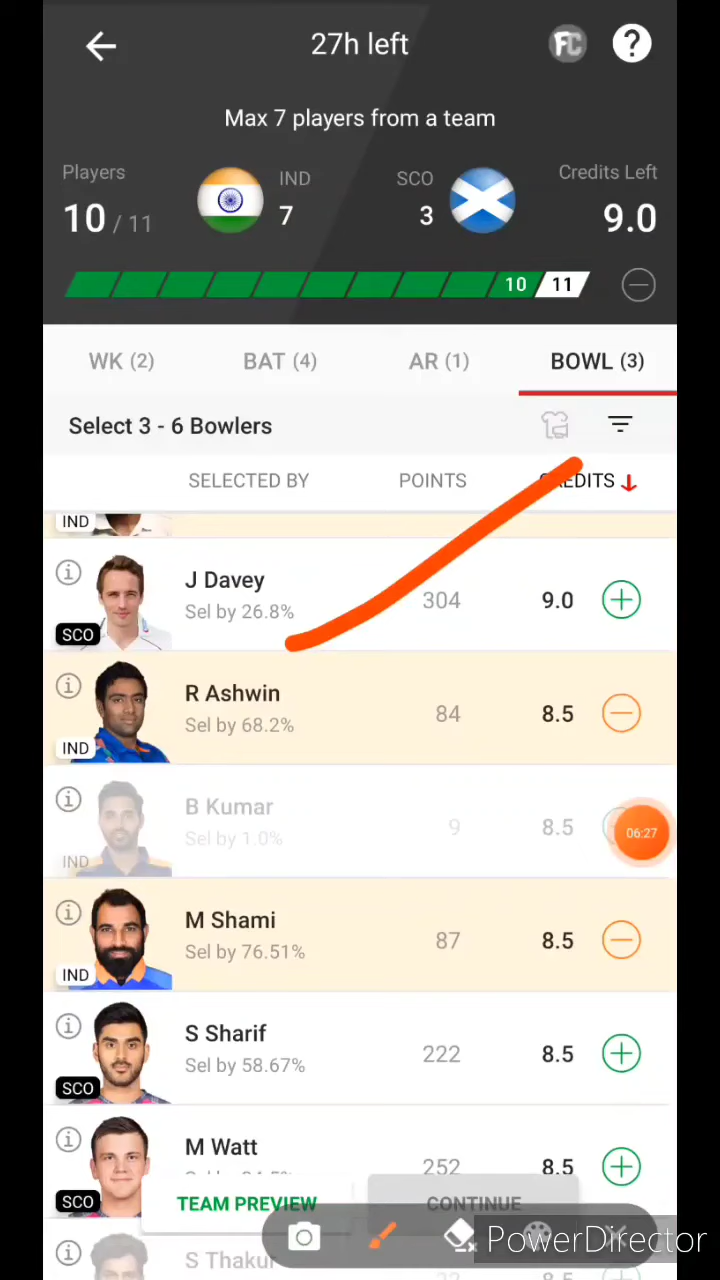 27h left
FC
?
Max 7 players from a team
Players
IND
SCO
Credits Left
10 / 11
7
3
9.0
10
11
WK (2)
BAT (4)
AR (1)
BOWL (3)
Select 3 - 6 Bowlers
SELECTED BY
POINTS
CREDITS
IND
J Davey
Sel by 26.8%
304
9.0
SCO
R Ashwin
Sel by 68.2%
84
8.5
IND
B Kumar
Sel by 1.0%
9
8.5
IND
06:27
M Shami
Sel by 76.51%
87
8.5
IND
S Sharif
Sel by 58.67%
222
8.5
SCO
M Watt
252
8.5
SCO
TEAM PREVIEW
CONTINUE
PowerDirector
S Thakur